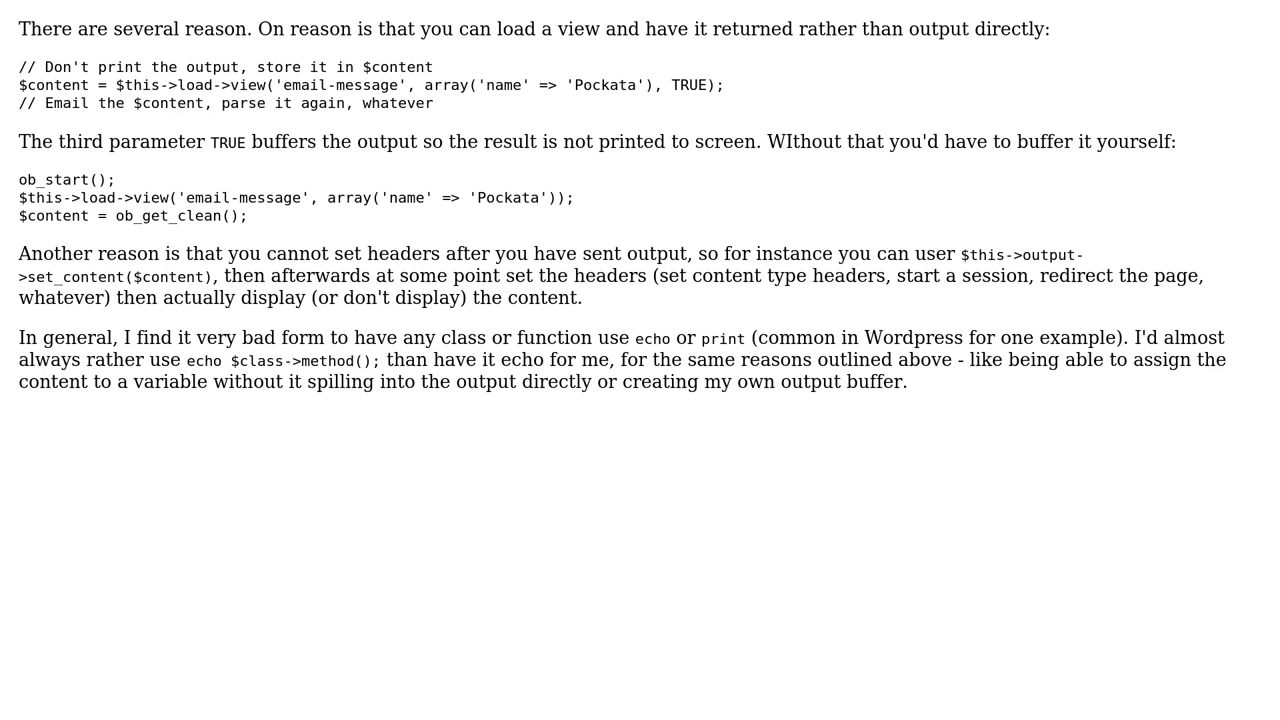 There are several reason. On reason is that you can load a view and have it returned rather than output directly:
// Don't print the output, store it in $content
$content = $this->load->view('email-message', array('name' => 'Pockata'), TRUE);
// Email the $content, parse it again, whatever
The third parameter TRUE buffers the output so the result is not printed to screen. WIthout that you'd have to buffer it yourself:
ob_start();
$this->load->view('email-message', array('name' => 'Pockata'));
$content = ob_get_clean();
Another reason is that you cannot set headers after you have sent output, so for instance you can user $this->output-
>set_content($content), then afterwards at some point set the headers (set content type headers, start a session, redirect the page,
whatever) then actually display (or don't display) the content.
In general, I find it very bad form to have any class or function use echo or print (common in Wordpress for one example). I'd almost
always rather use echo $class->method(); than have it echo for me, for the same reasons outlined above - like being able to assign the
content to a variable without it spilling into the output directly or creating my own output buffer.